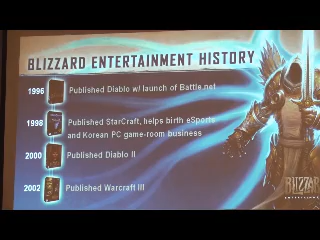 BLIZZARD ENTERTAINMENT HISTORY
1996 Published Diablo w/ launch of Battle.net
1998 Published StarCraft, helps birth eSports
and Korean PC game-room business
2000 Published Diablo II
2002 Published Warcraft III
BLIZZARD
ENTERTAINMENT